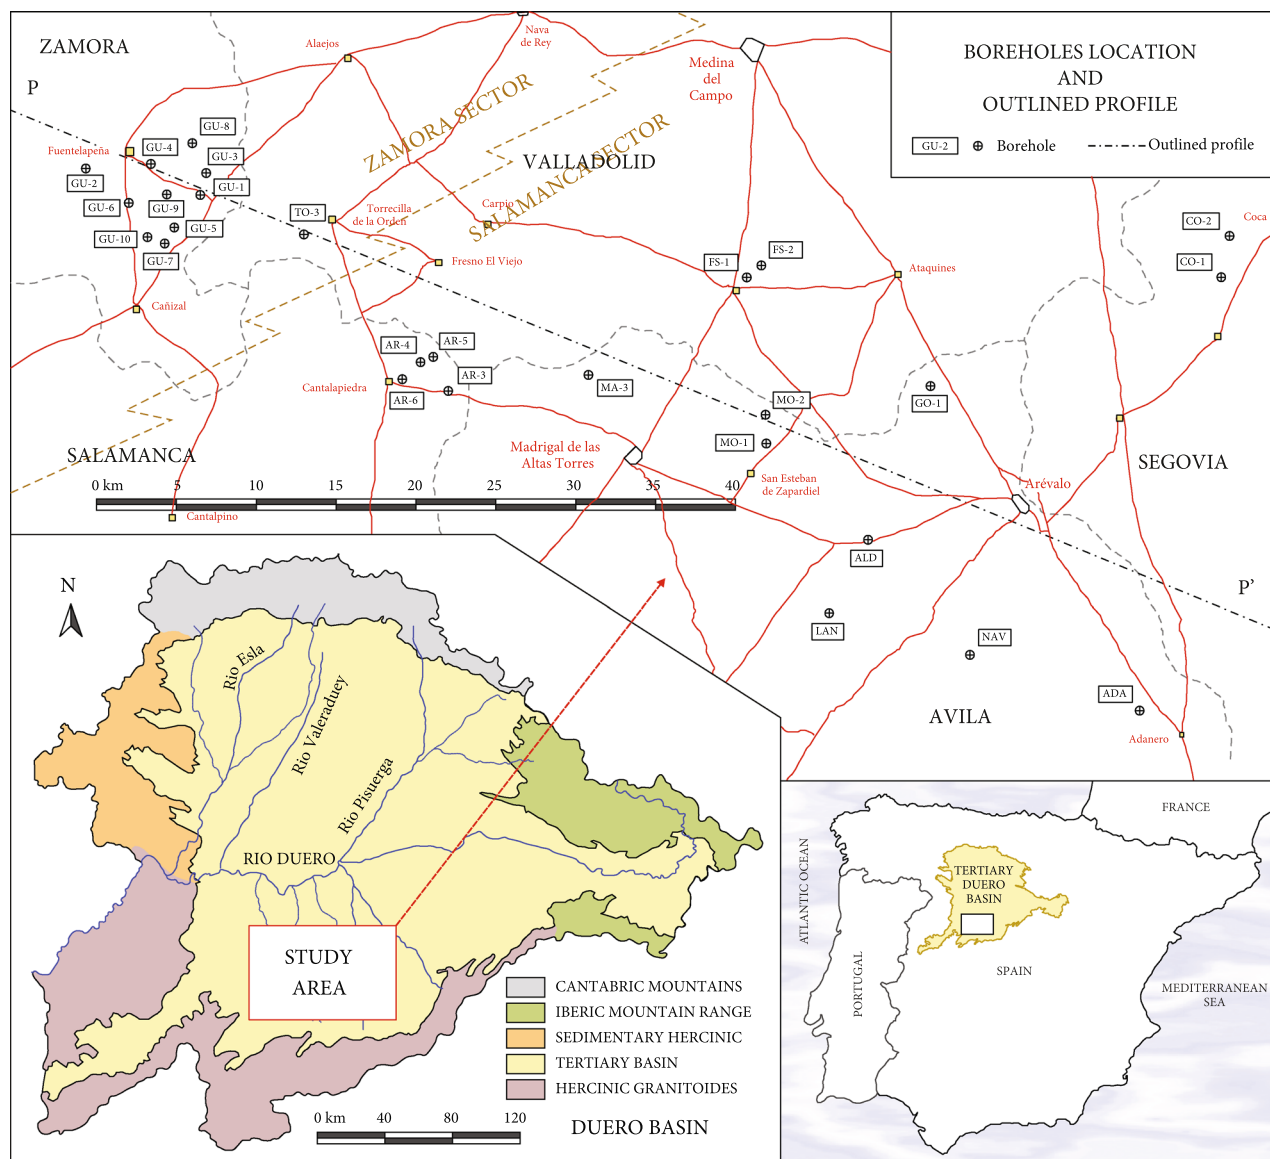 ZAMORA
P
Alaejos
Nava
de Rey
Medina
del
Campo
BOREHOLES LOCATION
AND
OUTLINED PROFILE
GU-2
Borehole
Outlined profile
ZAMORA SECTOR
SALAMANCA SECTOR
VALLADOLID
Fuentelapeña
GU-8
GU-4
GU-3
GU-2
GU-1
GU-6
GU-9
GU-5
GU-10
GU-7
TO-3
Torrecilla
de la Orden
Carpio
Fresno El Viejo
FS-1
FS-2
Ataquines
CO-2
Coca
CO-1
Cañizal
AR-4
AR-5
AR-3
AR-6
Cantalapiedra
MA-3
MO-2
GO-1
MO-1
SALAMANCA
Madrigal de las
Altas Torres
San Esteban
de Zapardiel
Arévalo
SEGOVIA
0 km
5
10
15
20
25
30
35
40
Cantalpino
ALD
LAN
NAV
ADA
P'
AVILA
Adanero
N
Rio Esla
Rio Valeraduey
Rio Pisuerga
RIO DUERO
STUDY
AREA
CANTABRIC MOUNTAINS
IBERIC MOUNTAIN RANGE
SEDIMENTARY HERCINIC
TERTIARY BASIN
HERCINIC GRANITOIDES
0 km
40
80
120
DUERO BASIN
FRANCE
ATLANTIC OCEAN
TERTIARY
DUERO
BASIN
PORTUGAL
SPAIN
MEDITERRANEAN
SEA